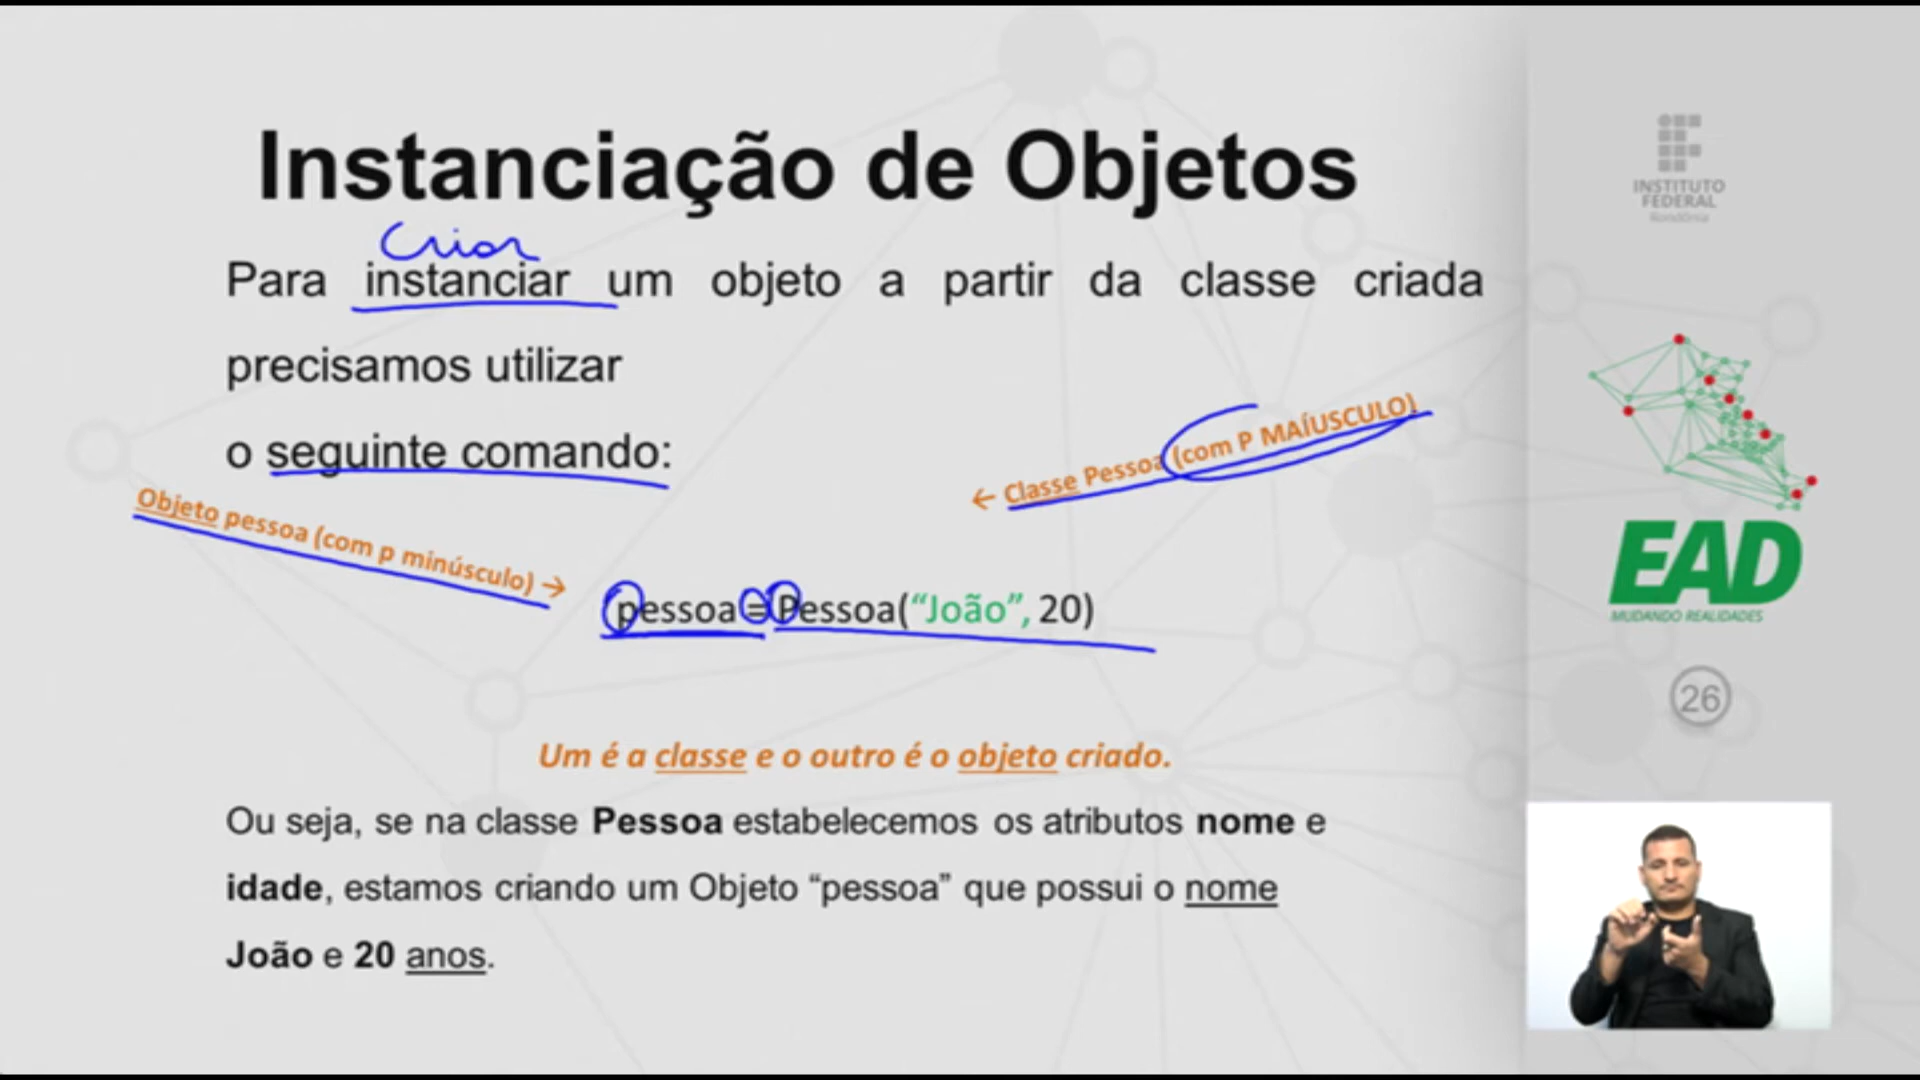 Instanciação de Objetos
Criar
Para instanciar um objeto a partir da classe criada
precisamos utilizar
o seguinte comando:
← Classe Pessoa (com P MAÍUSCULO)
Objeto pessoa (com p minúsculo) →
pessoa = Pessoa(“João”, 20)
Um é a classe e o outro é o objeto criado.
Ou seja, se na classe Pessoa estabelecemos os atributos nome e
idade, estamos criando um Objeto “pessoa” que possui o nome
João e 20 anos.
INSTITUTO
FEDERAL
Rondônia
EAD
MUDANDO REALIDADES
26